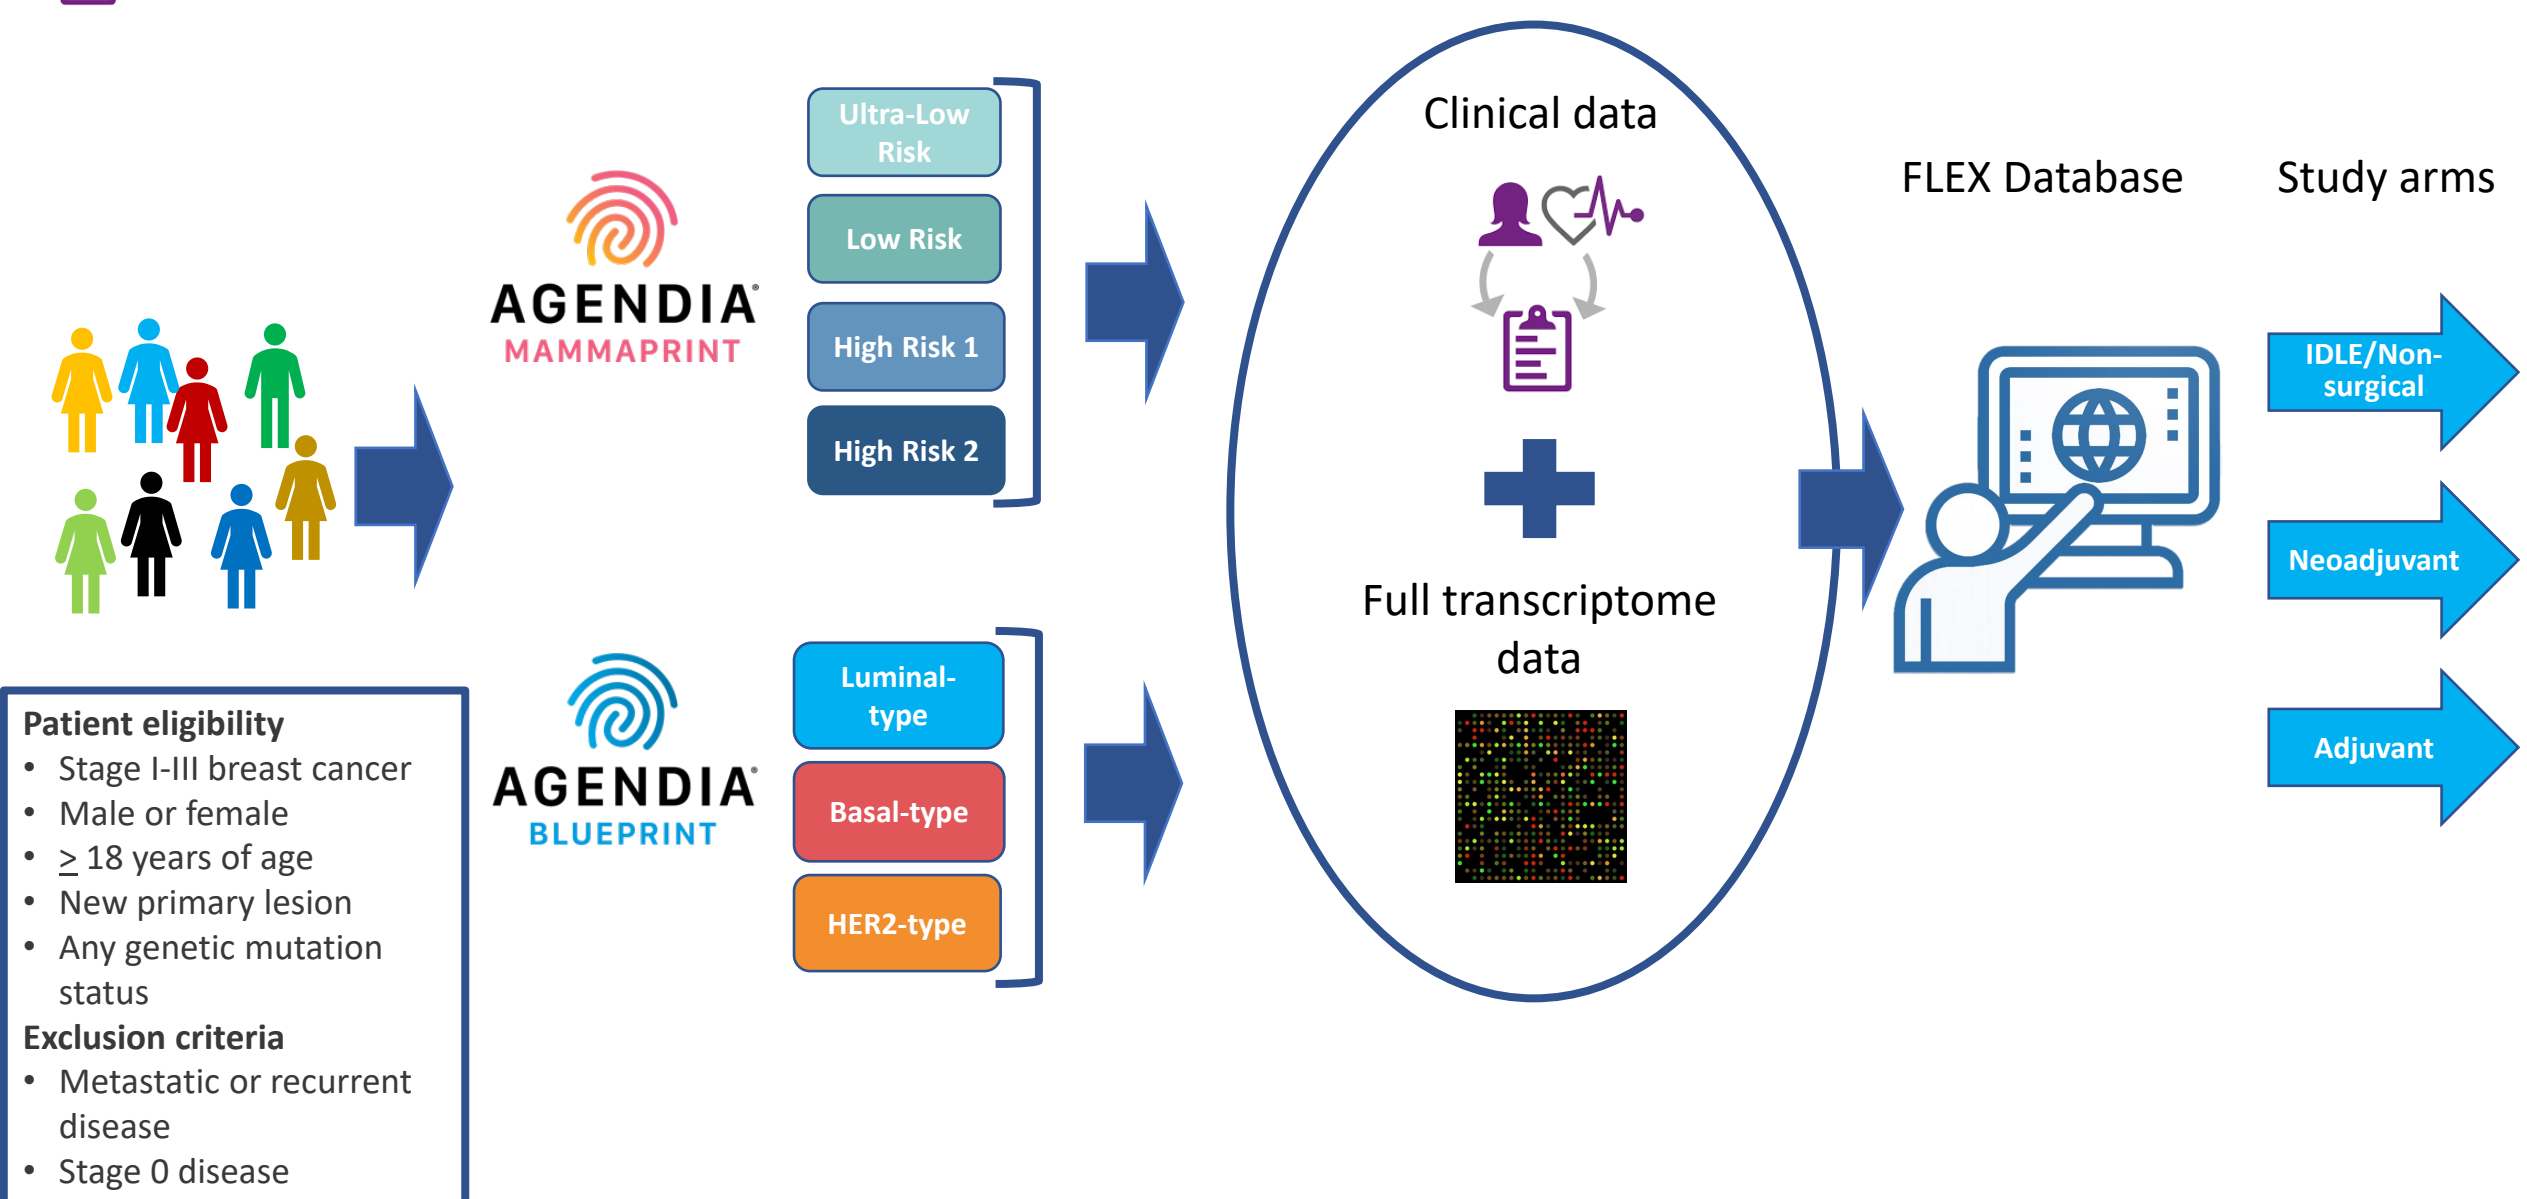 Patient eligibility
• Stage I-III breast cancer
• Male or female
• ≥ 18 years of age
• New primary lesion
• Any genetic mutation
status
Exclusion criteria
• Metastatic or recurrent
disease
• Stage 0 disease
AGENDIA®
MAMMAPRINT
Ultra-Low
Risk
Low Risk
High Risk 1
High Risk 2
AGENDIA®
BLUEPRINT
Luminal-
type
Basal-type
HER2-type
Clinical data
Full transcriptome
data
FLEX Database
Study arms
IDLE/Non-
surgical
Neoadjuvant
Adjuvant